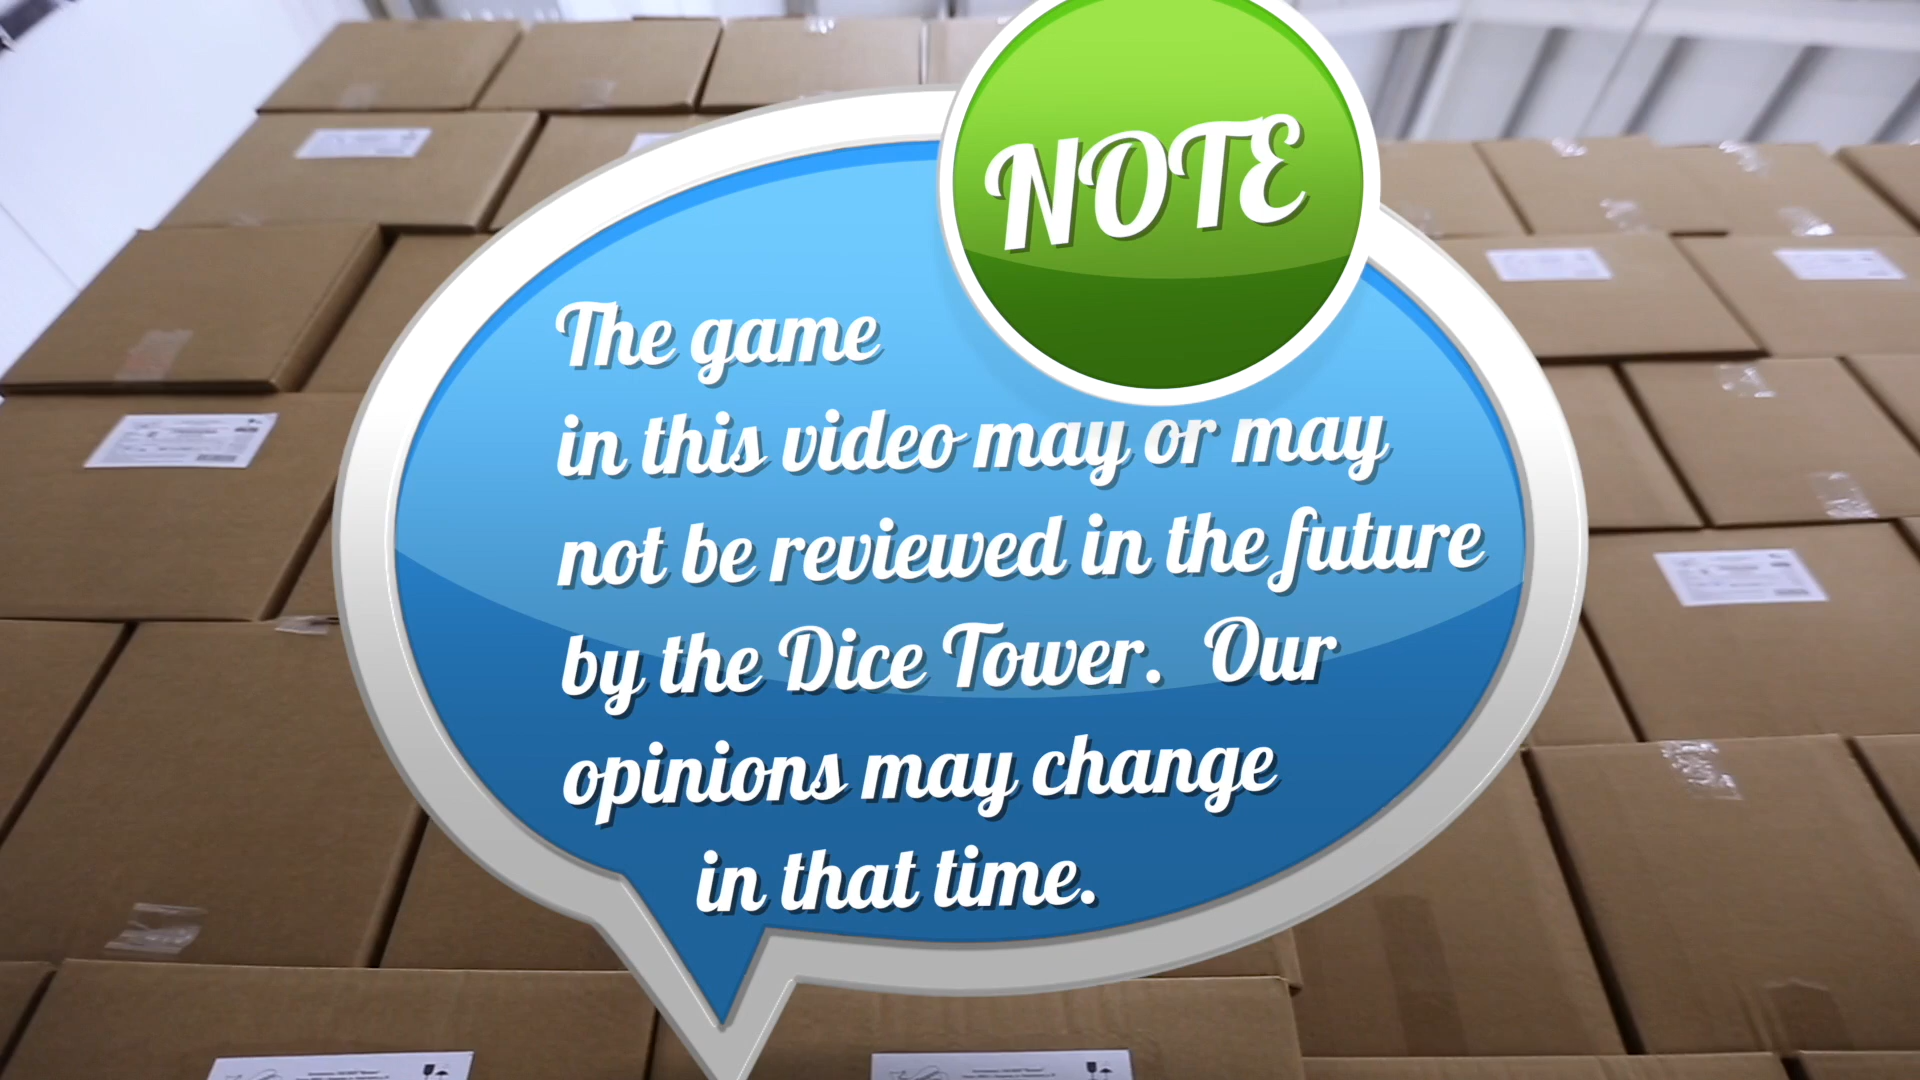 NOTE
The game
in this video may or may
not be reviewed in the future
by the Dice Tower. Our
opinions may change
in that time.